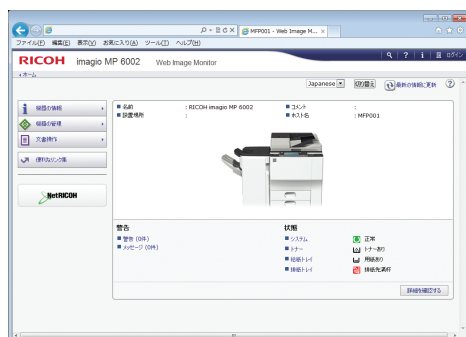 MFP001 - Web Image M...
ファイル(F) 編集(E) 表示(V) お気に入り(A) ツール(T) ヘルプ(H)
RICOH imagio MP 6002 Web Image Monitor
ホーム
Japanese 切り替え 最新の情報に更新
機器の情報
機器の管理
文書操作
便利なリンク集
NetRICOH
名前 : RICOH imagio MP 6002
コメント :
設置場所 :
ホスト名 : MFP001
警告
警告 (0件)
メッセージ (0件)
状態
システム 正常
トナー トナーあり
給紙トレイ 用紙あり
排紙トレイ 排紙先満杯
詳細を確認する